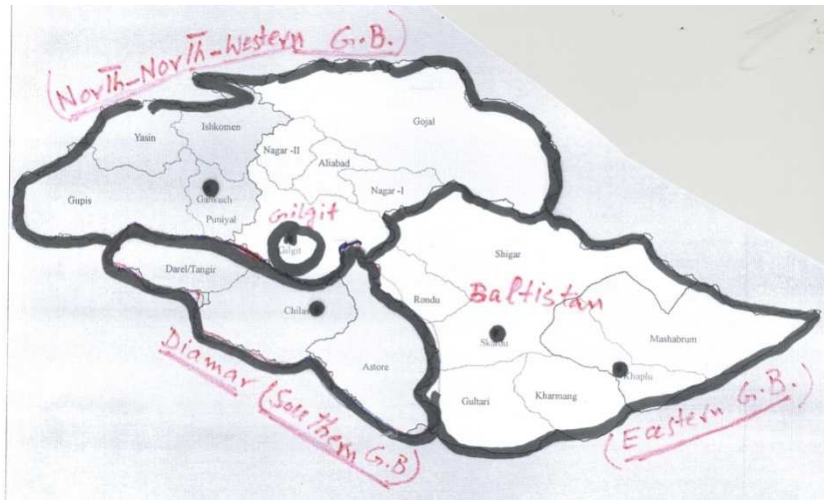 (North-North-Western G.B.)
Ishkomen
Gojal
Yasin
Nagar -II
Aliabad
Nagar -I
Gahkuch
Gupis
Puniyal
Gilgit
Gilgit
Shigar
Darel/Tangir
Rondu
Baltistan
Chilas
Mashabrum
Skardu
Astore
Khaplu
Diamar (Southern G.B)
Gultari
Kharmang
(Eastern G.B.)